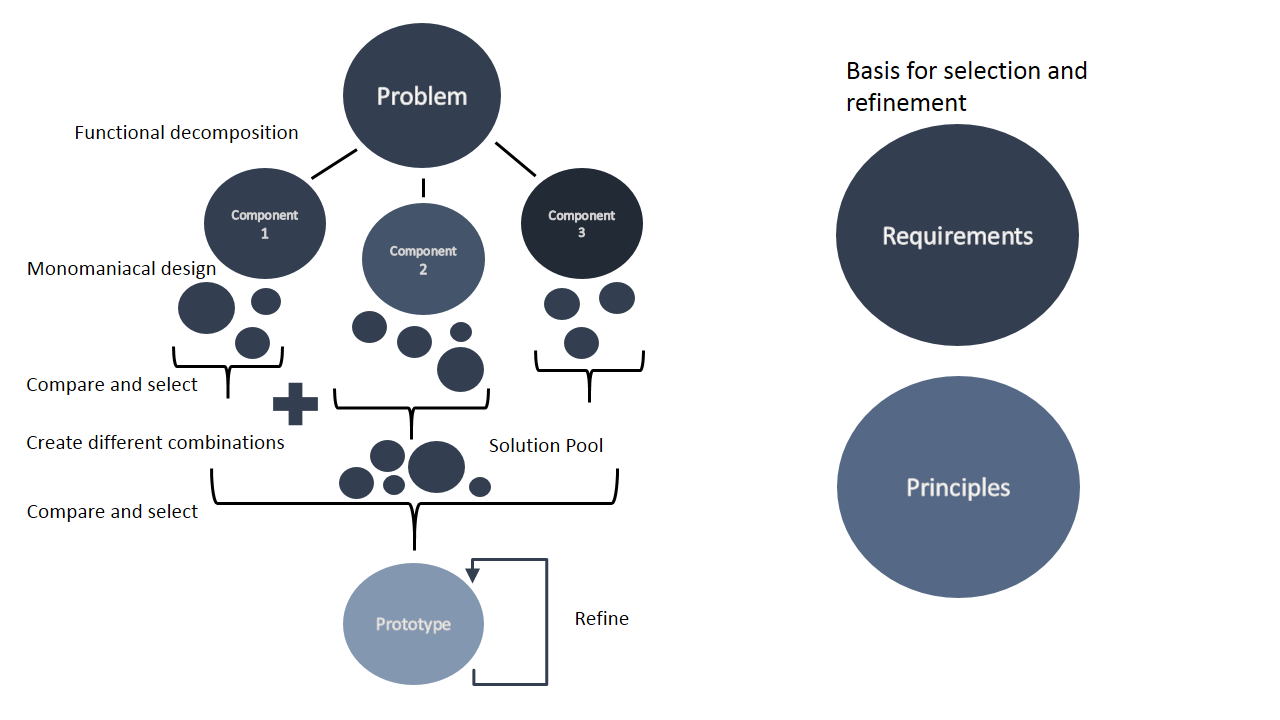 Problem
Functional decomposition
Component
1
Component
2
Component
3
Monomaniacal design
Compare and select
Create different combinations
Solution Pool
Compare and select
Prototype
Refine
Basis for selection and
refinement
Requirements
Principles